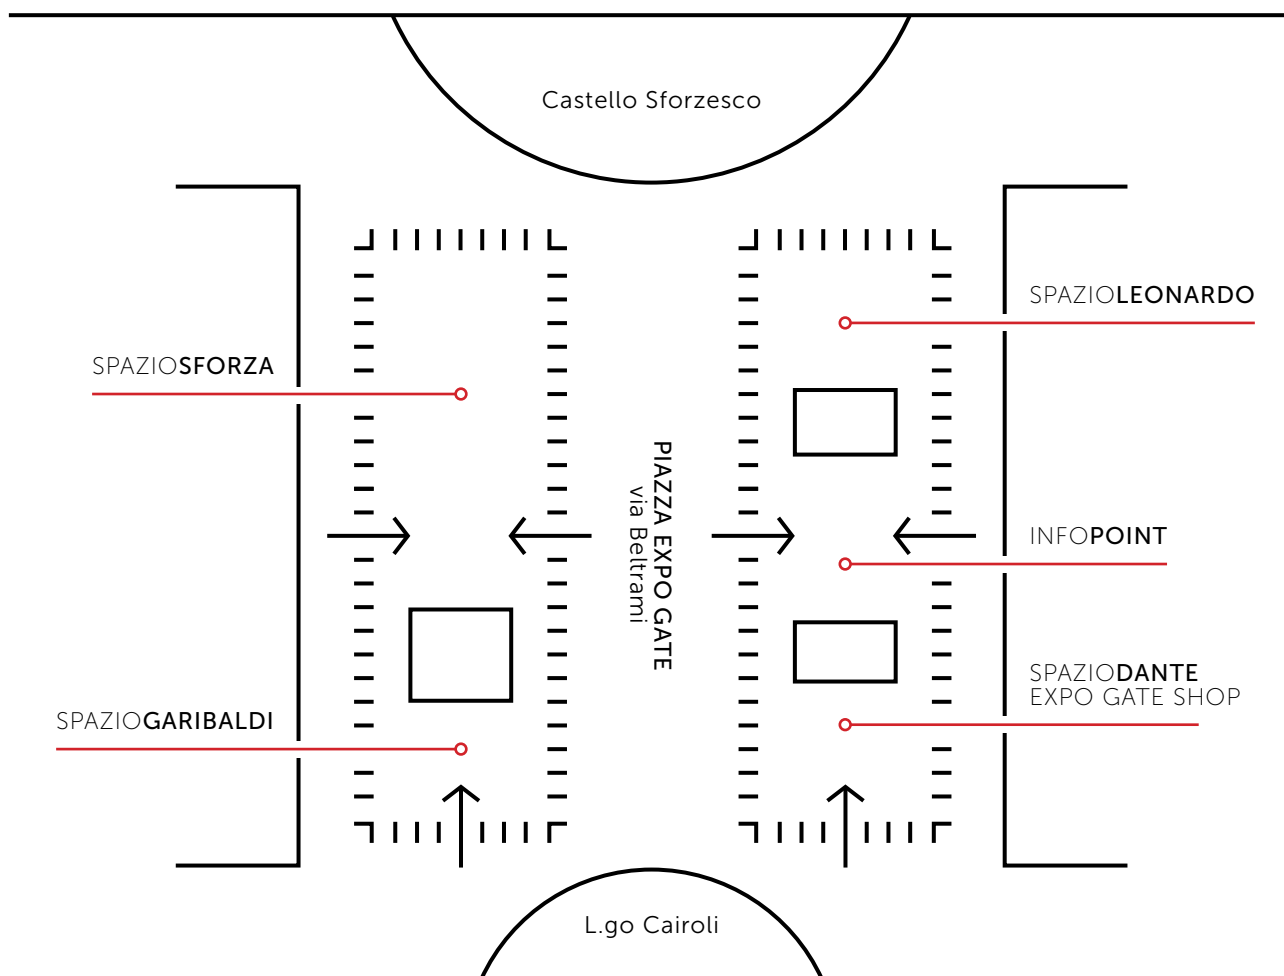 Castello Sforzesco
SPAZIOLEONARDO
SPAZIOSFORZA
PIAZZA EXPO GATE
via Beltrami
INFOPOINT
SPAZIODANTE
EXPO GATE SHOP
SPAZIOGARIBALDI
L.go Cairoli